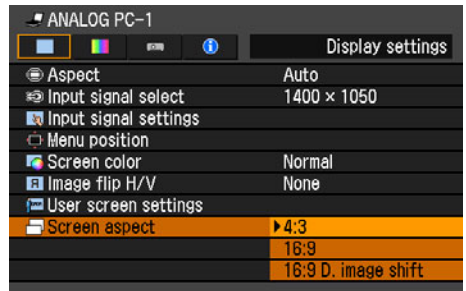 ANALOG PC-1
Display settings
Aspect Auto
Input signal select 1400 × 1050
Input signal settings
Menu position
Screen color Normal
Image flip H/V None
User screen settings
Screen aspect 4:3
16:9
16:9 D. image shift